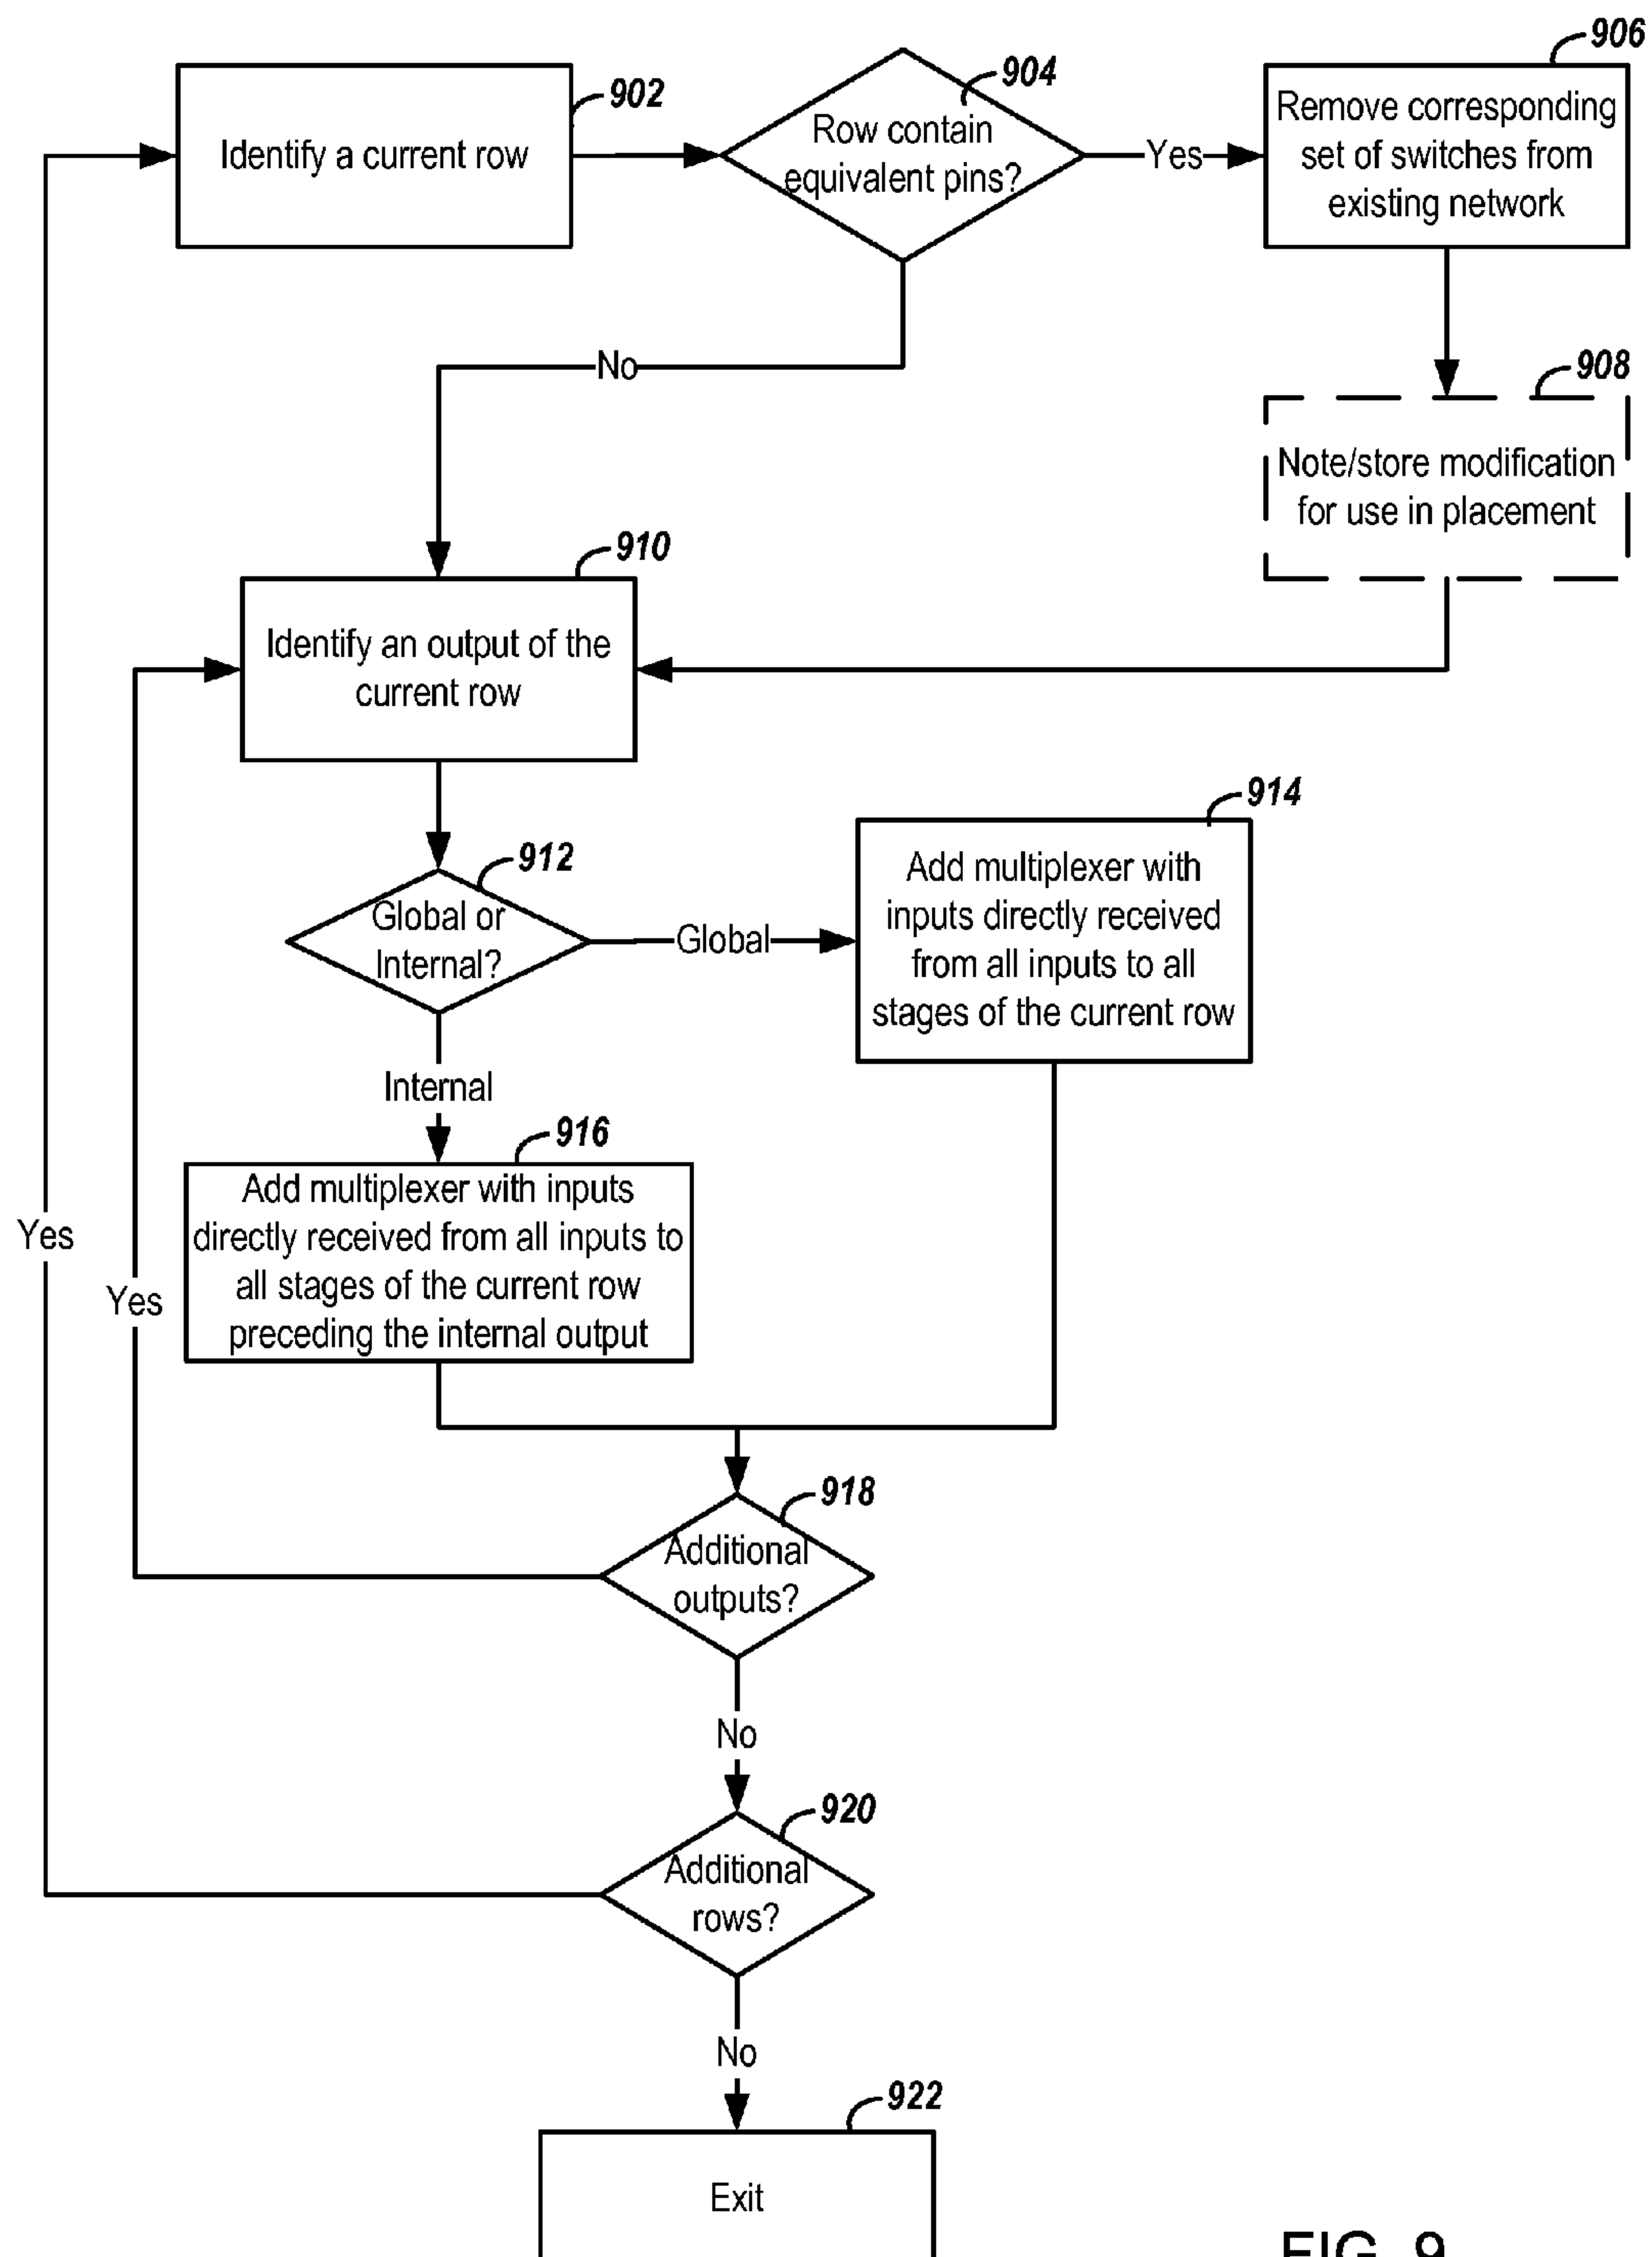 902
Identify a current row
904
Row contain
equivalent pins?
Yes
906
Remove corresponding
set of switches from
existing network
No
908
Note/store modification
for use in placement
910
Identify an output of the
current row
912
Global or
Internal?
Global
914
Add multiplexer with
inputs directly received
from all inputs to all
stages of the current row
Internal
916
Add multiplexer with inputs
directly received from all inputs to
all stages of the current row
preceding the internal output
Yes
Yes
918
Additional
outputs?
No
920
Additional
rows?
No
922
Exit
FIG. 9